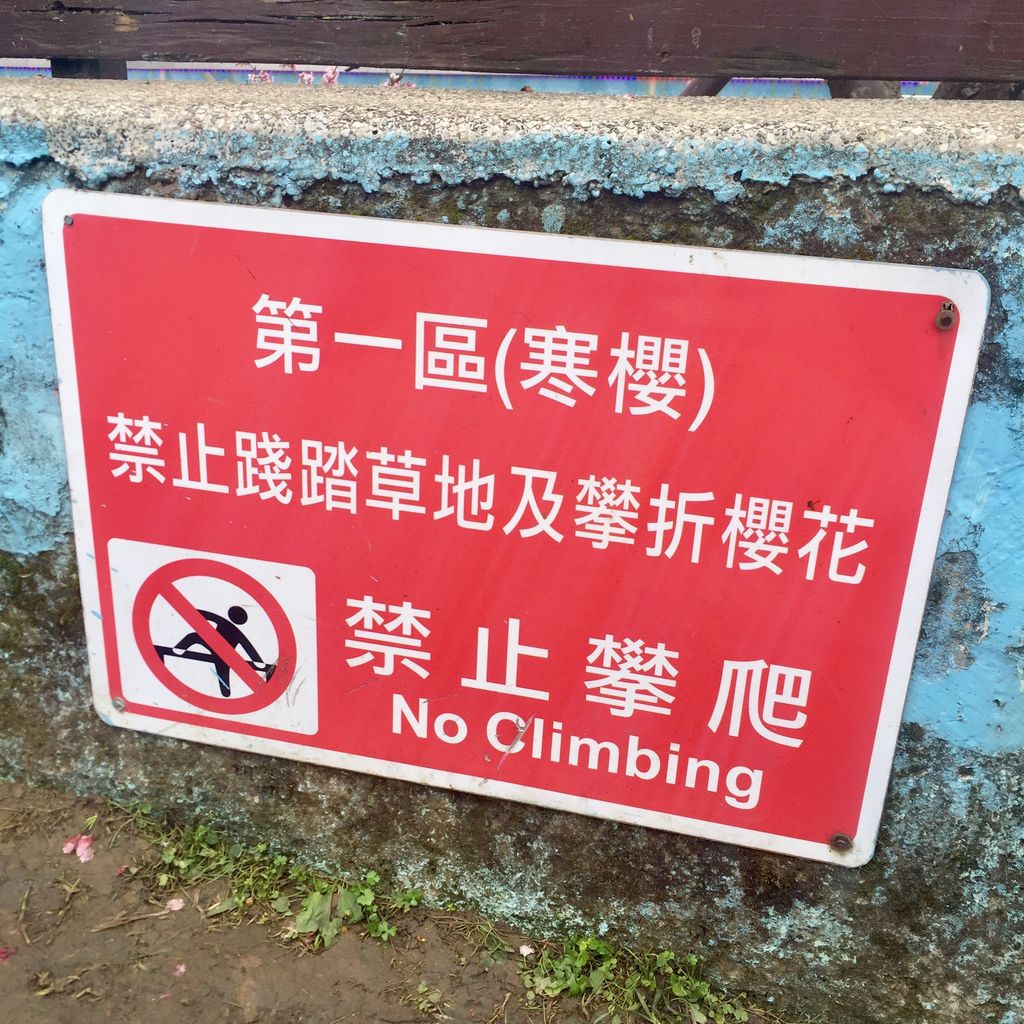 第一區(寒櫻)
禁止踐踏草地及攀折櫻花
禁止攀爬
No Climbing